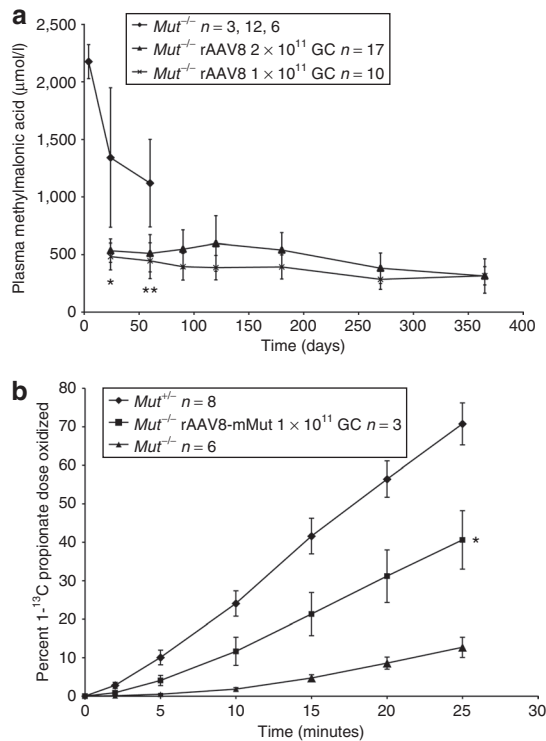 a
Mut⁻/⁻ n = 3, 12, 6
Mut⁻/⁻ rAAV8 2 × 10¹¹ GC n = 17
Mut⁻/⁻ rAAV8 1 × 10¹¹ GC n = 10
Plasma methylmalonic acid (μmol/l)
2,500
2,000
1,500
1,000
500
0
*
**
0 50 100 150 200 250 300 350 400
Time (days)
b
Mut⁺/⁻ n = 8
Mut⁻/⁻ rAAV8-mMut 1 × 10¹¹ GC n = 3
Mut⁻/⁻ n = 6
Percent 1-¹³C propionate dose oxidized
80
70
60
50
40
30
20
10
0
*
0 5 10 15 20 25 30
Time (minutes)